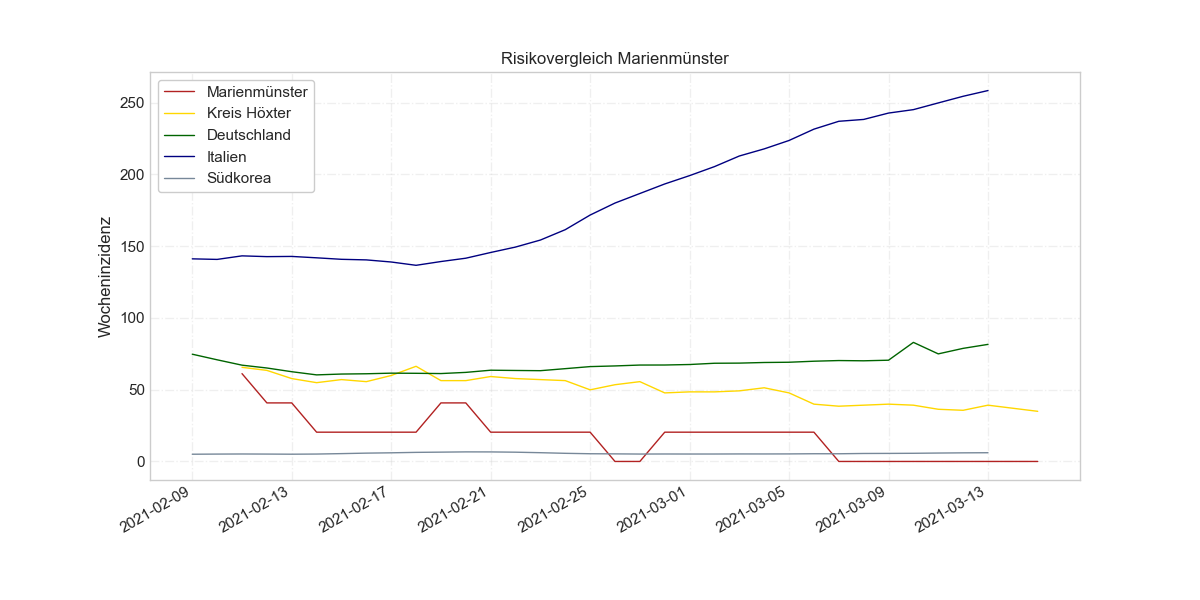 Risikovergleich Marienmünster
Marienmünster
Kreis Höxter
Deutschland
Italien
Südkorea
Wocheninzidenz
250
200
150
100
50
0
2021-02-09
2021-02-13
2021-02-17
2021-02-21
2021-02-25
2021-03-01
2021-03-05
2021-03-09
2021-03-13